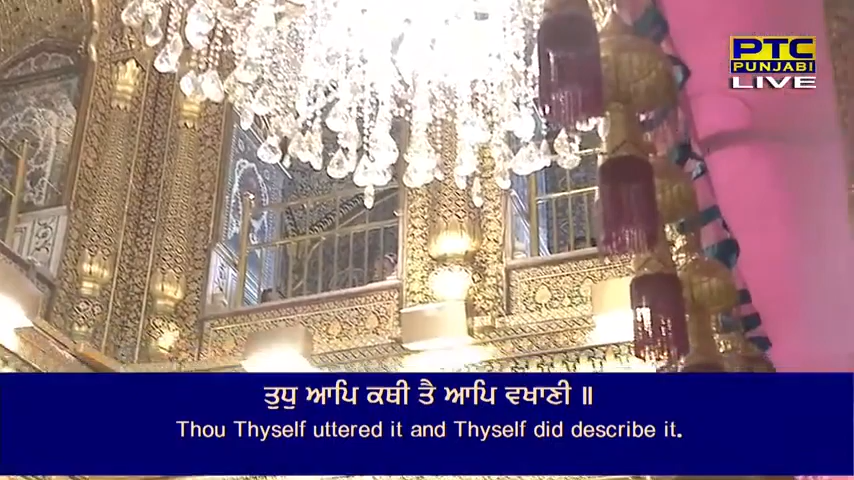 PTC
PUNJABI
LIVE
ਤੁਧੁ ਆਪਿ ਕਥੀ ਤੈ ਆਪਿ ਵਖਾਣੀ ॥
Thou Thyself uttered it and Thyself did describe it.